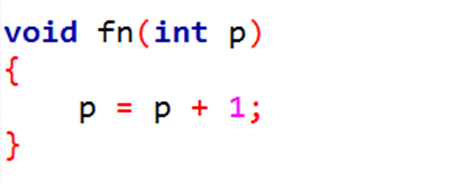 void fn(int p)
{
    p = p + 1;
}